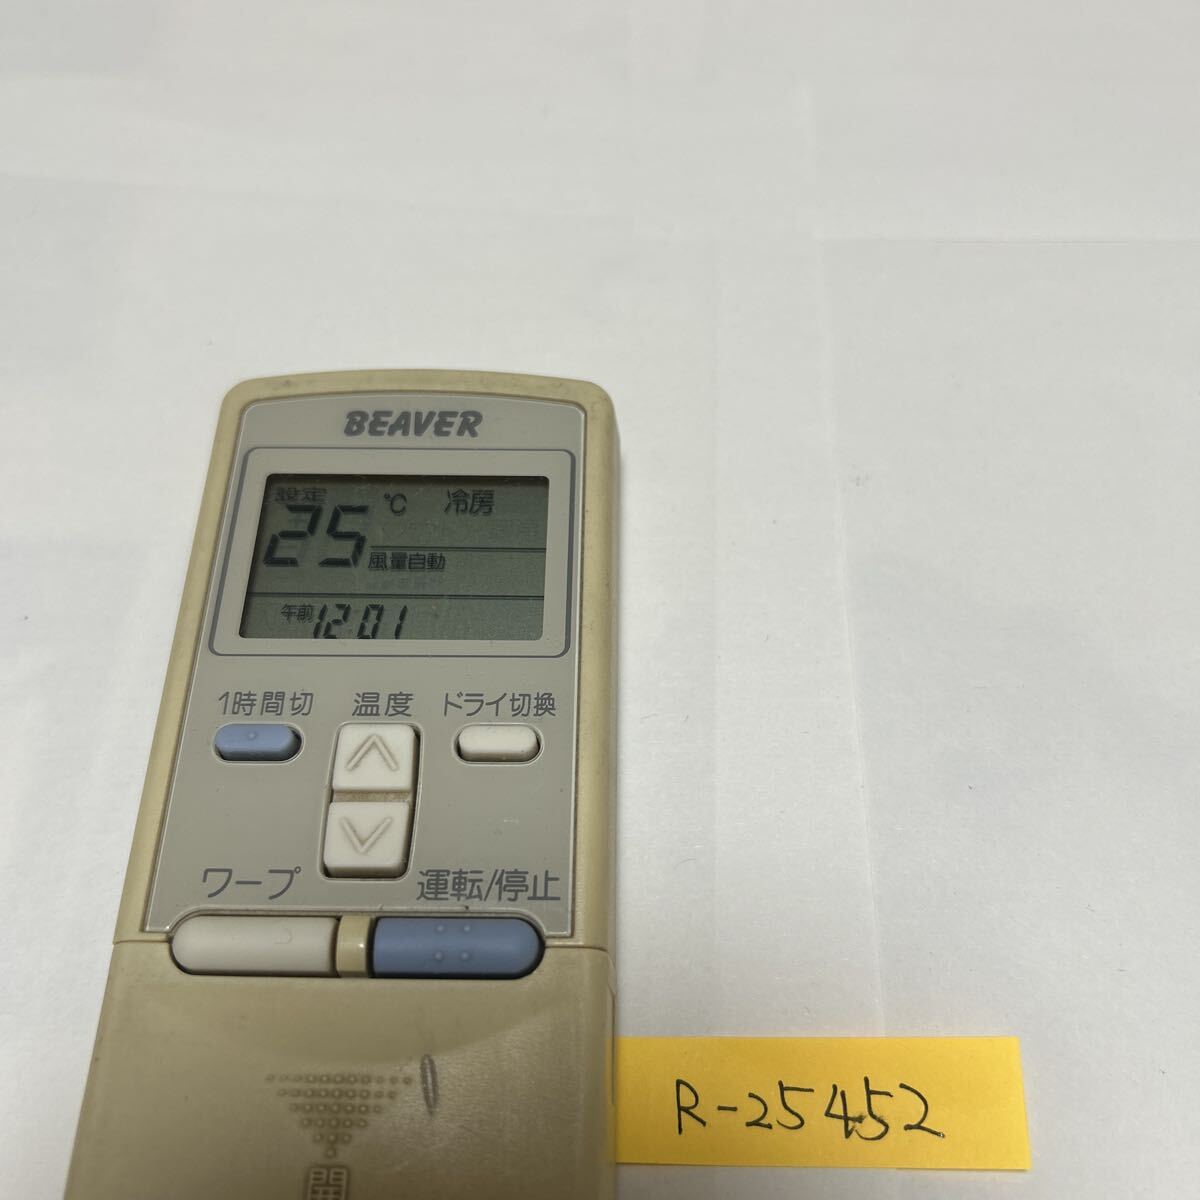 BEAVER
設定
25 ℃ 冷房
風量自動
午前 12:01
1時間切 温度 ドライ切換
ワープ 運転/停止
開
R-25452